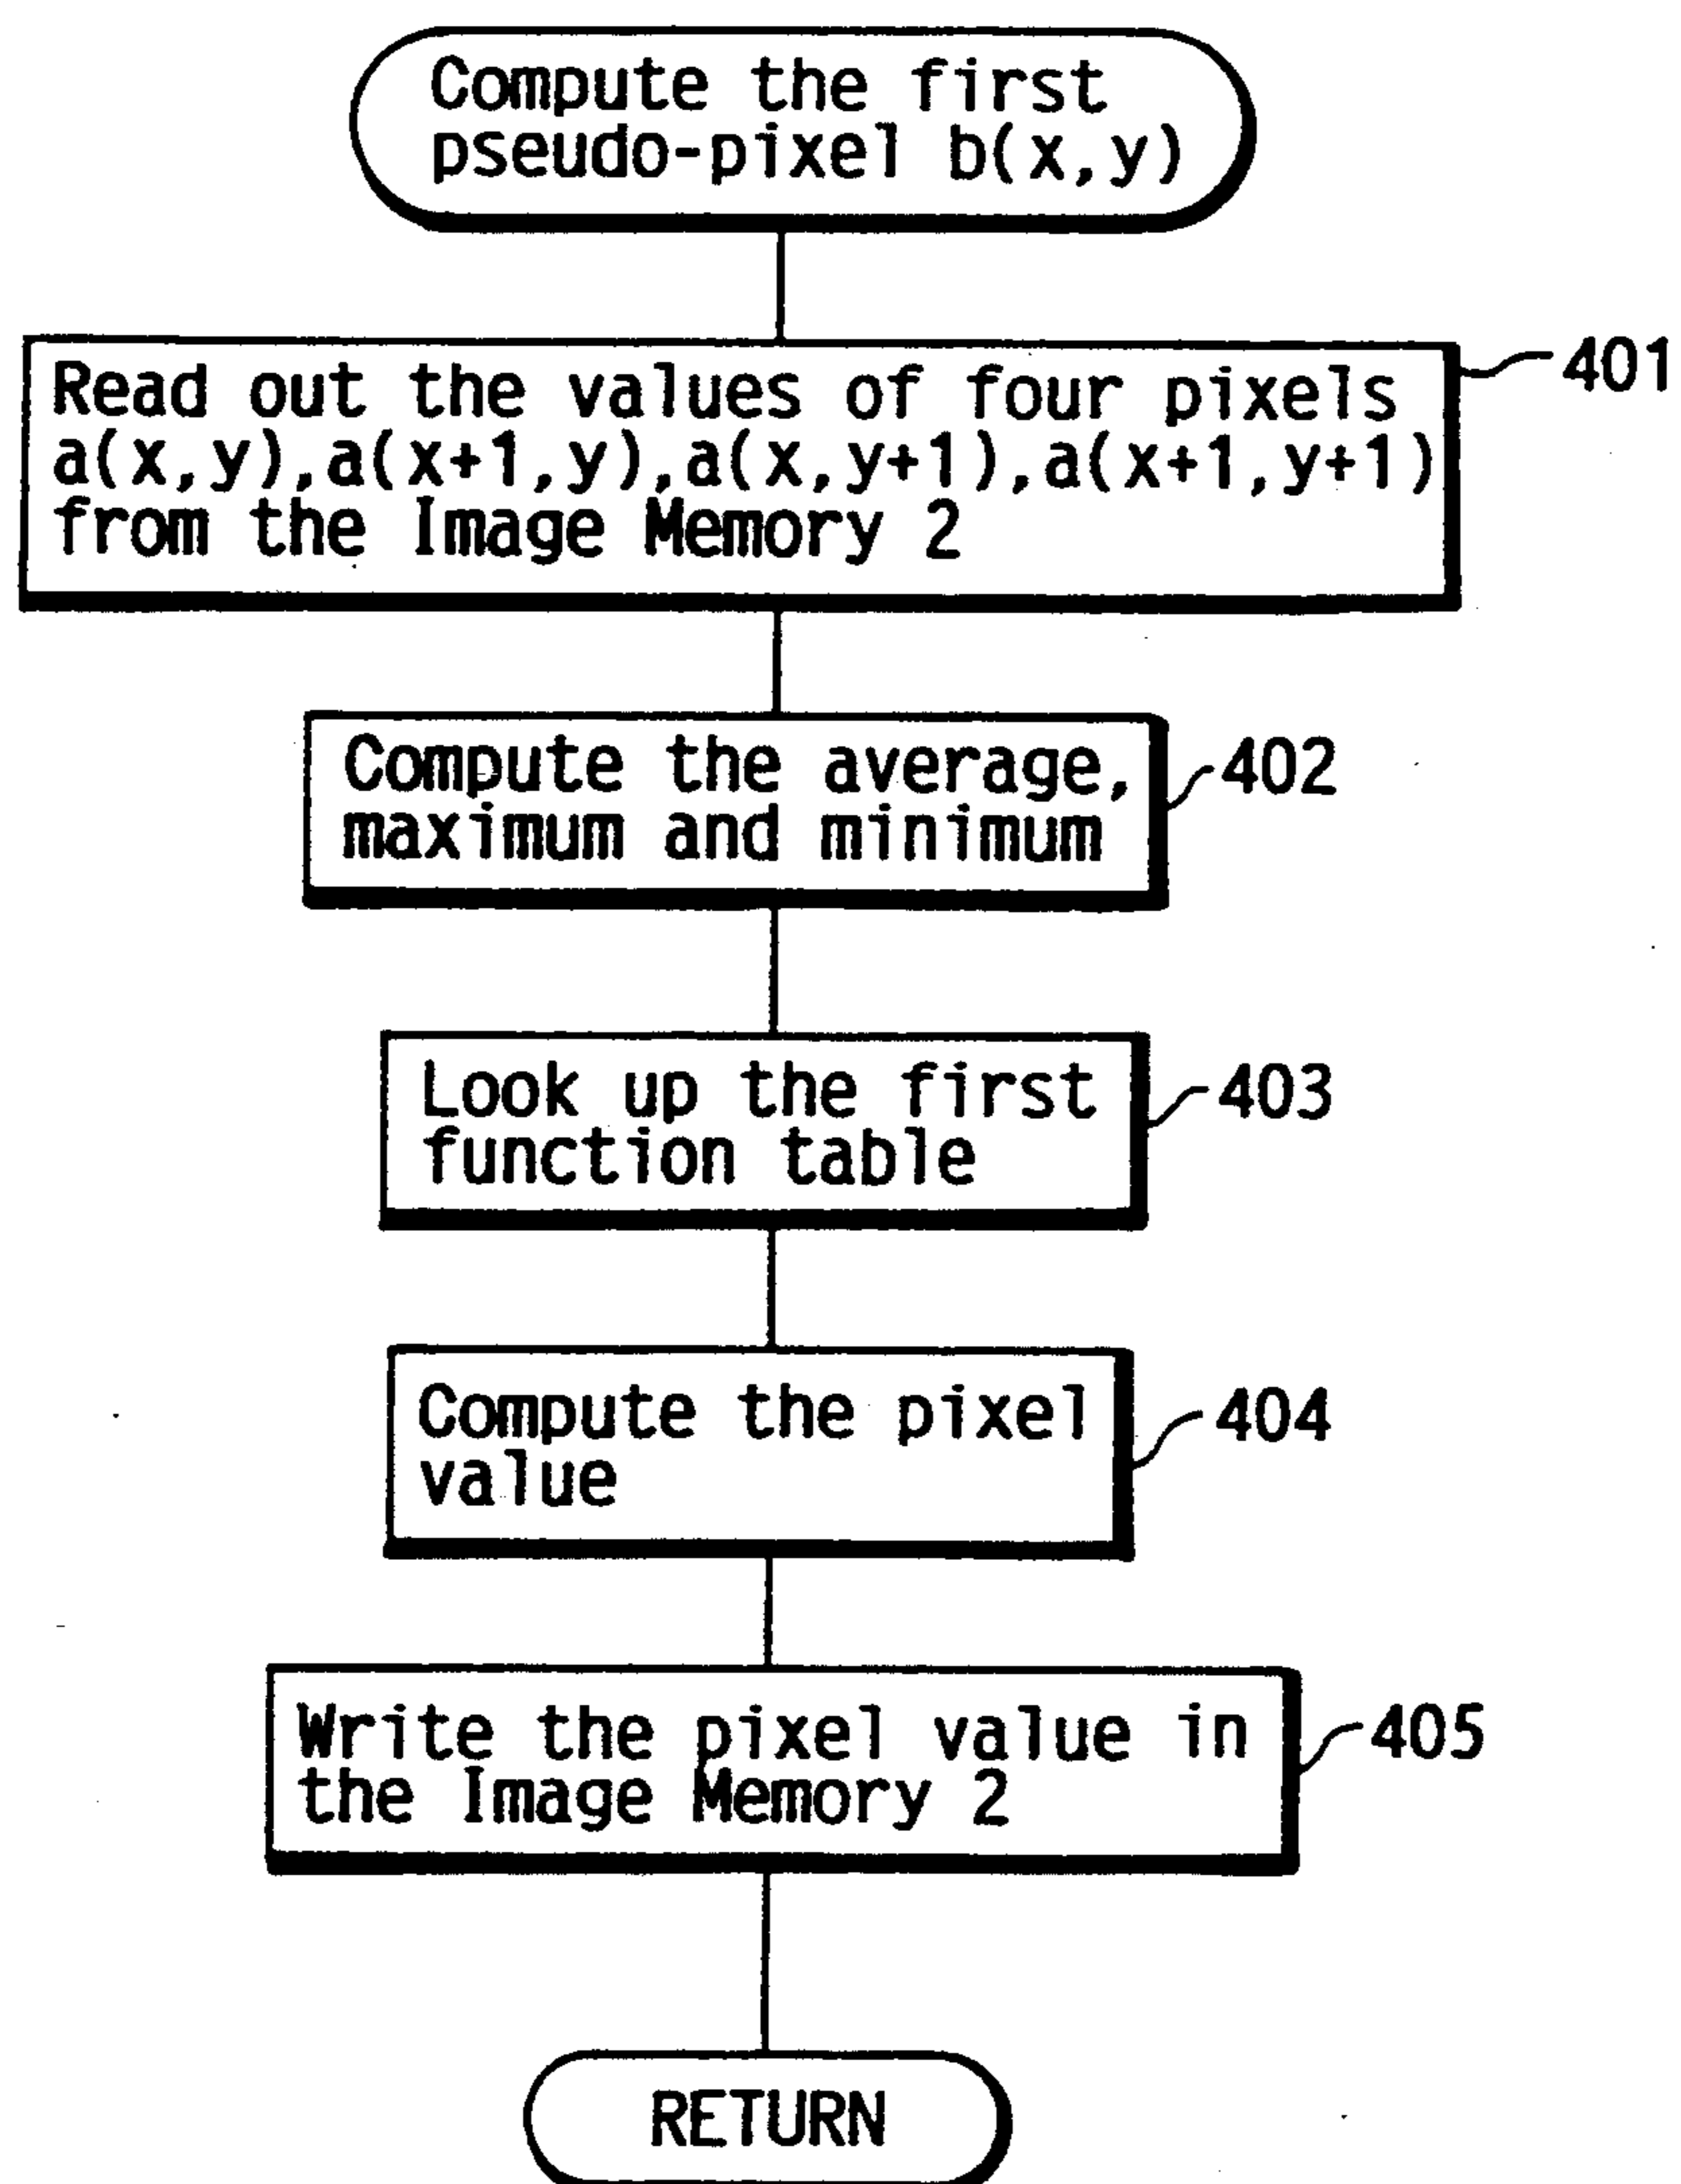 Compute the first
pseudo-pixel b(x,y)
401
Read out the values of four pixels
a(x,y),a(x+1,y),a(x,y+1),a(x+1,y+1)
from the Image Memory 2
402
Compute the average,
maximum and minimum
403
Look up the first
function table
404
Compute the pixel
value
405
Write the pixel value in
the Image Memory 2
RETURN